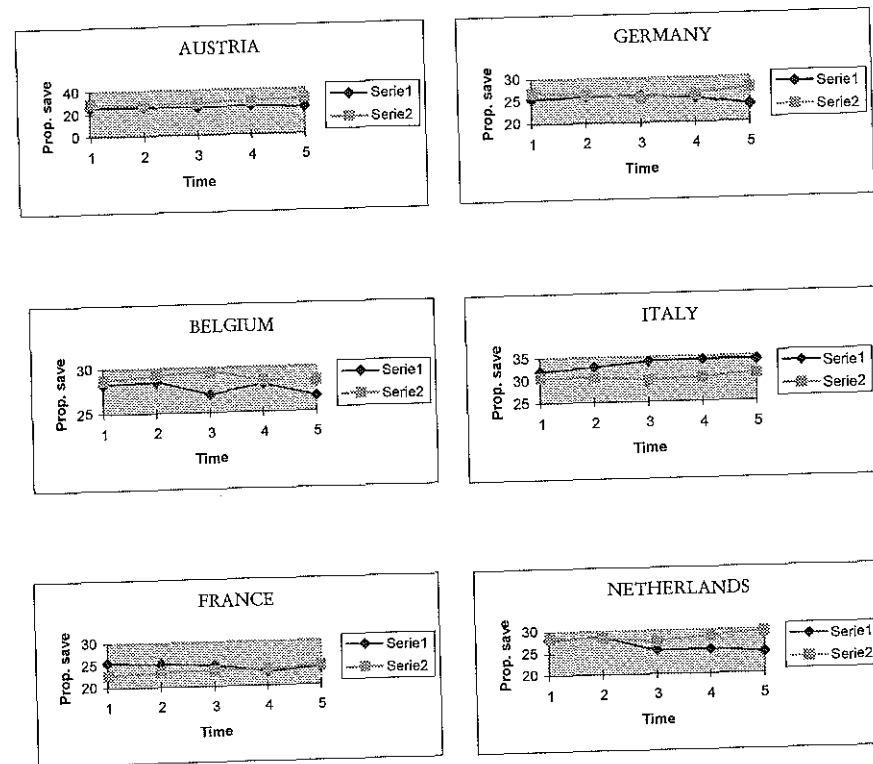 AUSTRIA
Prop. save
40
20
0
1 2 3 4 5
Time
Serie1
Serie2
GERMANY
Prop. save
30
25
20
1 2 3 4 5
Time
Serie1
Serie2
BELGIUM
Prop. save
30
25
1 2 3 4 5
Time
Serie1
Serie2
ITALY
Prop. save
35
30
25
1 2 3 4 5
Time
Serie1
Serie2
FRANCE
Prop. save
30
25
20
1 2 3 4 5
Time
Serie1
Serie2
NETHERLANDS
Prop. save
30
25
20
1 2 3 4 5
Time
Serie1
Serie2